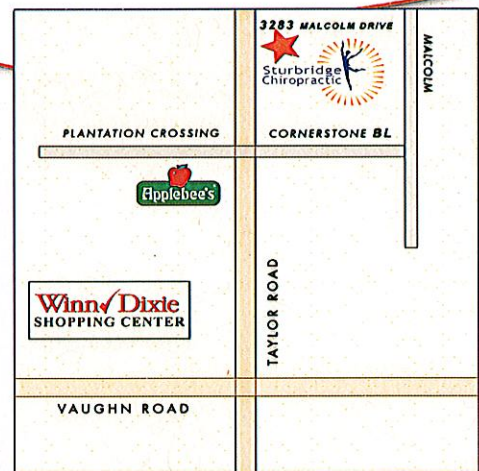 3283 MALCOLM DRIVE
Sturbridge
Chiropractic
MALCOLM
PLANTATION CROSSING
CORNERSTONE BL
Applebee's
Winn Dixie
SHOPPING CENTER
TAYLOR ROAD
VAUGHN ROAD